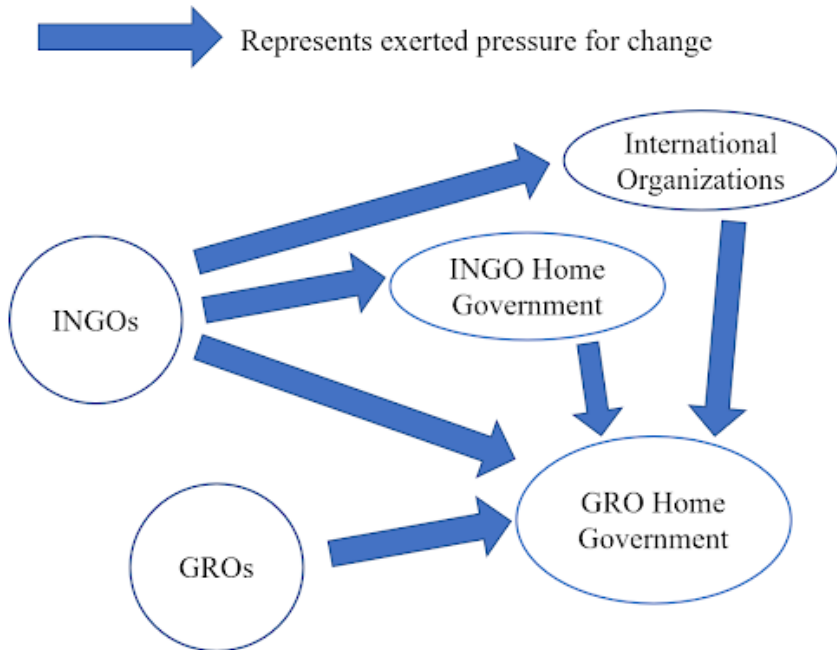 Represents exerted pressure for change
International
Organizations
INGO Home
Government
INGOs
GRO Home
Government
GROs